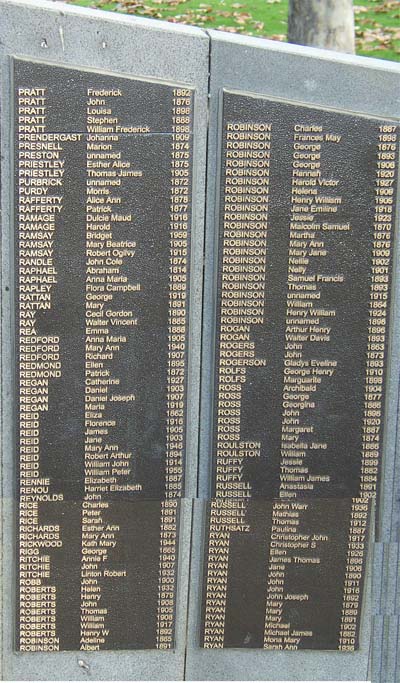 PRATT Frederick 1892
PRATT John 1876
PRATT Louisa 1898
PRATT Stephen 1888
PRATT William Frederick 1898
PRENDERGAST Johanna 1909
PRESNELL Marion 1874
PRESTON unnamed 1875
PRIESTLEY Esther Alice 1875
PRIESTLEY Thomas James 1905
PURBRICK unnamed 1872
PURDY Morris 1872
RAFFERTY Alice Ann 1878
RAFFERTY Patrick 1877
RAMAGE Dulcie Maud 1916
RAMAGE Harold 1916
RAMSAY Bridget 1959
RAMSAY Mary Beatrice 1905
RAMSAY Robert Ogilvy 1915
RANDLE John Cole 1874
RAPHAEL Abraham 1814
RAPHAEL Anna Maria 1905
RAPLEY Flora Campbell 1889
RATTAN George 1919
RATTAN Mary 1891
RAY Cecil Gordon 1890
RAY Walter Vincent 1885
REA Emma 1888
REDFORD Anna Maria 1905
REDFORD Mary Ann 1940
REDFORD Richard 1907
REDMOND Ellen 1895
REDMOND Patrick 1872
REGAN Catherine 1927
REGAN Daniel 1903
REGAN Daniel Joseph 1907
REGAN Maria 1919
REID Eliza 1862
REID Florence 1916
REID James 1905
REID Jane 1903
REID Mary Ann 1946
REID Robert Arthur 1894
REID William John 1914
REID William Peter 1955
RENNIE Elizabeth 1887
RENOU Harriet Elizabeth 1885
REYNOLDS John 1874
RICE Charles 1890
RICE Peter 1891
RICE Sarah 1891
RICHARDS Esther Ann 1882
RICHARDS Mary Ann 1873
RICKWOOD Kath Mary 1944
RIGG George 1865
RITCHIE Annie F 1940
RITCHIE John 1907
RITCHIE Linton Robert 1932
ROBB John 1900
ROBERTS Helen 1932
ROBERTS Henry 1879
ROBERTS John 1908
ROBERTS Thomas 1905
ROBERTS William 1908
ROBERTS William 1917
ROBERTS Henry W 1892
ROBINSON Adeline 1865
ROBINSON Albert 1891
ROBINSON Charles 1887
ROBINSON Frances May 1898
ROBINSON George 1876
ROBINSON George 1893
ROBINSON George 1908
ROBINSON Hannah 1920
ROBINSON Harold Victor 1927
ROBINSON Helena 1906
ROBINSON Henry William 1905
ROBINSON Jane Emiline 1918
ROBINSON Jessie 1923
ROBINSON Malcolm Samuel 1870
ROBINSON Martha 1876
ROBINSON Mary Ann 1876
ROBINSON Mary Jane 1909
ROBINSON Nellie 1902
ROBINSON Nelly 1901
ROBINSON Samuel Francis 1893
ROBINSON Thomas 1893
ROBINSON unnamed 1915
ROBINSON William 1864
ROBINSON Henry William 1924
ROBINSON unnamed 1898
ROGAN Arthur Henry 1896
ROGAN Walter Davis 1893
ROGERS John 1863
ROGERS John 1873
ROGERSON Gladys Eveline 1893
ROLFS George Henry 1910
ROLFS Marguarite 1898
ROSS Archibald 1904
ROSS George 1877
ROSS Georgina 1886
ROSS John 1898
ROSS John 1920
ROSS Margaret 1887
ROSS Mary 1874
ROULSTON Isabella Jane 1886
ROULSTON William 1889
RUFFY Jessie 1899
RUFFY Thomas 1884
RUFFY William James 1884
RUSSELL Anastasia 1891
RUSSELL Ellen 1902
1902
RUSSELL John Warr 1936
RUSSELL Mathias 1892
RUSSELL Thomas 1912
RUTHSATZ Paulina 1887
RYAN Christopher John 1917
RYAN Christopher S 1933
RYAN Ellen 1926
RYAN James Thomas 1898
RYAN Jane 1906
RYAN John 1890
RYAN John 1911
RYAN John 1916
RYAN John Joseph 1892
RYAN Mary 1879
RYAN Mary 1889
RYAN Mary 1891
RYAN Michael 1902
RYAN Michael James 1882
RYAN Mona Mary 1910
RYAN Sarah Ann 1936